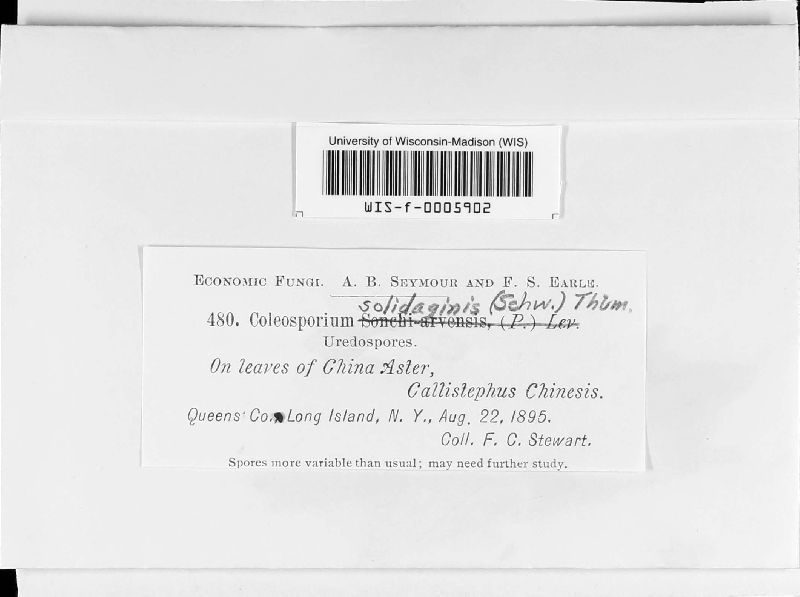 University of Wisconsin-Madison (WIS)
WIS-f-0005902
ECONOMIC FUNGI. A. B. SEYMOUR AND F. S. EARLE.
solidaginis (Schw.) Thüm.
480. Coleosporium Sonchi-arvensis, (P.) Lev.
Uredospores.
On leaves of China Aster,
Callistephus Chinesis.
Queens' Co., Long Island, N. Y., Aug. 22, 1895.
Coll. F. C. Stewart.
Spores more variable than usual; may need further study.